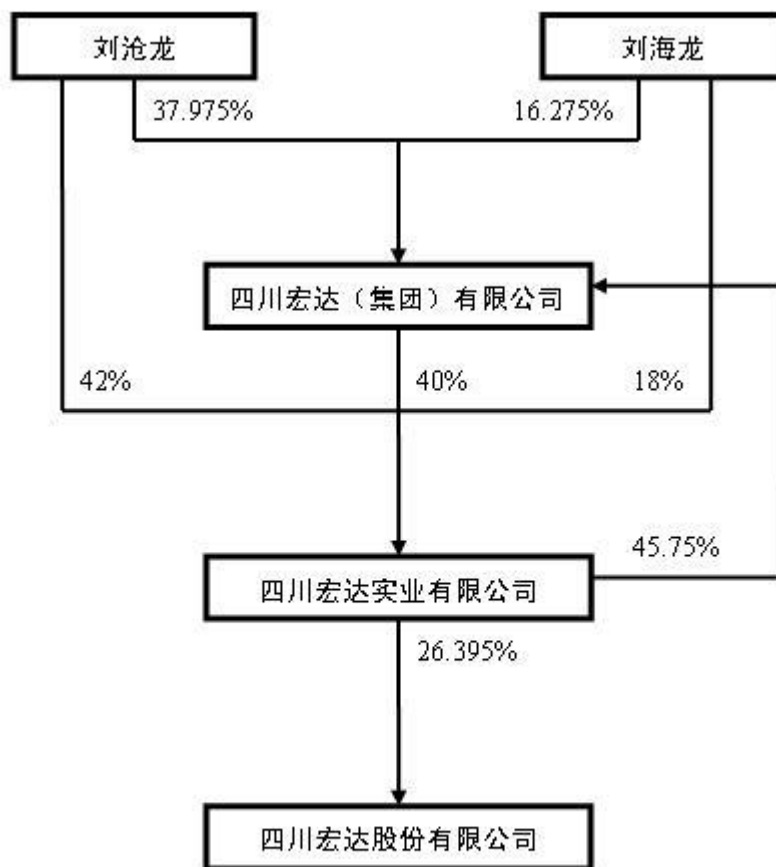 刘沧龙
刘海龙
37.975%
16.275%
四川宏达（集团）有限公司
42%
40%
18%
45.75%
四川宏达实业有限公司
26.395%
四川宏达股份有限公司